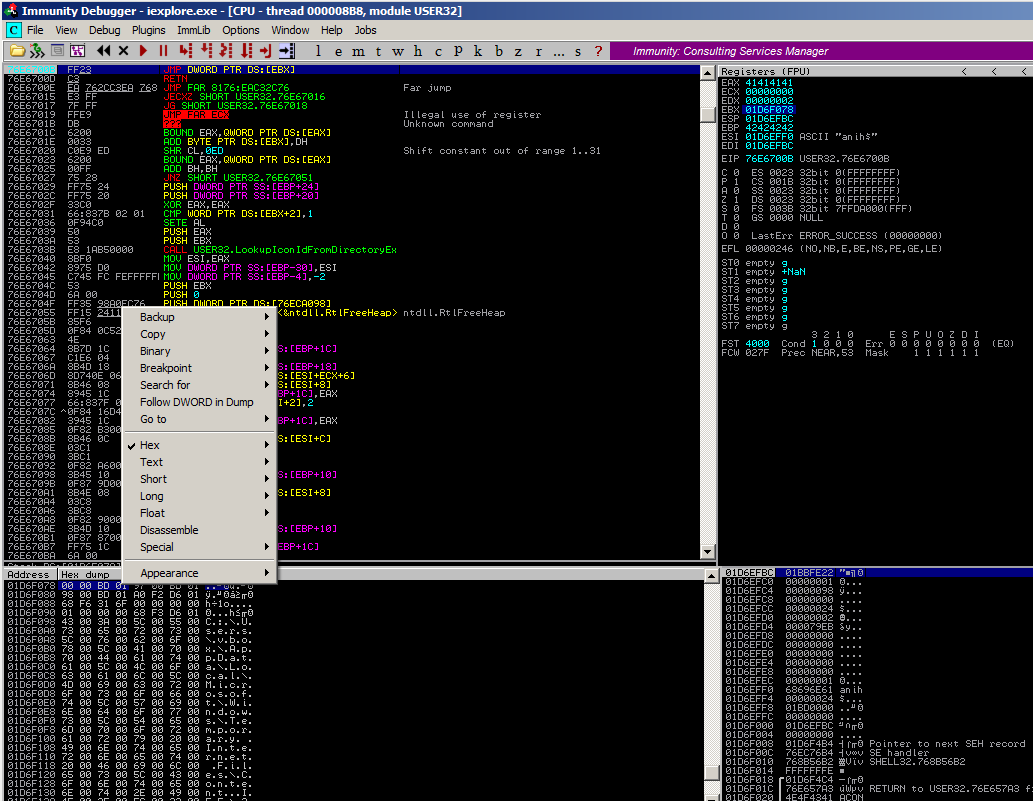 Immunity Debugger - iexplore.exe - [CPU - thread 000008B8, module USER32]
C File View Debug Plugins ImmLib Options Window Help Jobs
l e m t w h c p k b z r ... s ? Immunity: Consulting Services Manager
FF23 JMP DWORD PTR DS:[EBX]
76E6700D C3 RETN
76E6700E EA 762CC3EA 768 JMP FAR 8176:EAC32C76 Far jump
76E67015 E3 FF JECXZ SHORT USER32.76E67016
76E67017 7F FF JG SHORT USER32.76E67018
76E67019 FFE9 JMP FAR ECX Illegal use of register
76E6701B DB ??? Unknown command
76E6701C 6200 BOUND EAX,QWORD PTR DS:[EAX]
76E6701E 0033 ADD BYTE PTR DS:[EBX],DH
76E67020 C0E9 ED SHR CL,0ED Shift constant out of range 1..31
76E67023 6200 BOUND EAX,QWORD PTR DS:[EAX]
76E67025 00FF ADD BH,BH
76E67027 75 28 JNZ SHORT USER32.76E67051
76E67029 FF75 24 PUSH DWORD PTR SS:[EBP+24]
76E6702C FF75 20 PUSH DWORD PTR SS:[EBP+20]
76E6702F 33C0 XOR EAX,EAX
76E67031 66:837B 02 01 CMP WORD PTR DS:[EBX+2],1
76E67036 0F94C0 SETE AL
76E67039 50 PUSH EAX
76E6703A 53 PUSH EBX
76E6703B E8 1AB50000 CALL USER32.LookupIconIdFromDirectoryEx
76E67040 8BF0 MOV ESI,EAX
76E67042 8975 D0 MOV DWORD PTR SS:[EBP-30],ESI
76E67045 C745 FC FEFFFFFF MOV DWORD PTR SS:[EBP-4],-2
76E6704C 53 PUSH EBX
76E6704D 6A 00 PUSH 0
76E6704F FF35 98A0EC76 PUSH DWORD PTR DS:[76ECA098]
76E67055 FF15 2411 <&ntdll.RtlFreeHeap> ntdll.RtlFreeHeap
76E6705B 85F6
76E6705D 0F84 0C52
76E67063 4E
76E67064 8B7D 1C S:[EBP+1C]
76E67067 C1E6 04
76E6706A 8B4D 18 S:[EBP+18]
76E6706D 8D740E 06 [ESI+ECX+6]
76E67071 8B46 08 S:[ESI+8]
76E67074 8945 1C BP+1C],EAX
76E67077 66:837F 0 I+2],2
76E6707C ^0F84 16D4
76E67082 3945 1C BP+1C],EAX
76E67085 0F82 B300
76E6708B 8B46 0C S:[ESI+C]
76E6708E 03C1
76E67090 3BC1
76E67092 0F82 A600
76E67098 3B45 10 S:[EBP+10]
76E6709B 0F87 9D00
76E670A1 8B4E 08 S:[ESI+8]
76E670A4 03C8
76E670A6 3BC8
76E670A8 0F82 9000
76E670AE 3B4D 10 S:[EBP+10]
76E670B1 0F87 8700
76E670B7 FF75 1C EBP+1C]
76E670BA 6A 00
Backup
Copy
Binary
Breakpoint
Search for
Follow DWORD in Dump
Go to
Hex
Text
Short
Long
Float
Disassemble
Special
Appearance
Registers (FPU) < < <
EAX 41414141
ECX 00000000
EDX 00000002
EBX 01D6F078
ESP 01D6EFBC
EBP 42424242
ESI 01D6EFF0 ASCII "anih$"
EDI 01D6EFBC
EIP 76E6700B USER32.76E6700B
C 0 ES 0023 32bit 0(FFFFFFFF)
P 1 CS 001B 32bit 0(FFFFFFFF)
A 0 SS 0023 32bit 0(FFFFFFFF)
Z 1 DS 0023 32bit 0(FFFFFFFF)
S 0 FS 003B 32bit 7FFDA000(FFF)
T 0 GS 0000 NULL
D 0
O 0 LastErr ERROR_SUCCESS (00000000)
EFL 00000246 (NO,NB,E,BE,NS,PE,GE,LE)
ST0 empty g
ST1 empty +NaN
ST2 empty g
ST3 empty g
ST4 empty g
ST5 empty g
ST6 empty g
ST7 empty g
3 2 1 0 E S P U O Z D I
FST 4000 Cond 1 0 0 0 Err 0 0 0 0 0 0 0 0 (EQ)
FCW 027F Prec NEAR,53 Mask 1 1 1 1 1 1
Address Hex dump
01D6F078 00 00 BD 01
01D6F080 98 00 BD 01 A0 F2 D6 01
01D6F088 68 F6 31 6F 00 00 00 00
01D6F090 01 00 00 00 68 F3 D6 01
01D6F098 43 00 3A 00 5C 00 55 00 C.:.\.U.
01D6F0A0 73 00 65 00 72 00 73 00 s.e.r.s.
01D6F0A8 5C 00 76 00 62 00 6F 00 \.v.b.o.
01D6F0B0 78 00 5C 00 41 00 70 00 x.\.A.p.
01D6F0B8 70 00 44 00 61 00 74 00 p.D.a.t.
01D6F0C0 61 00 5C 00 4C 00 6F 00 a.\.L.o.
01D6F0C8 63 00 61 00 6C 00 5C 00 c.a.l.\.
01D6F0D0 4D 00 69 00 63 00 72 00 M.i.c.r.
01D6F0D8 6F 00 73 00 6F 00 66 00 o.s.o.f.
01D6F0E0 74 00 5C 00 57 00 69 00 t.\.W.i.
01D6F0E8 6E 00 64 00 6F 00 77 00 n.d.o.w.
01D6F0F0 73 00 5C 00 54 00 65 00 s.\.T.e.
01D6F0F8 6D 00 70 00 6F 00 72 00 m.p.o.r.
01D6F100 61 00 72 00 79 00 20 00 a.r.y. .
01D6F108 49 00 6E 00 74 00 65 00 I.n.t.e.
01D6F110 72 00 6E 00 65 00 74 00 r.n.e.t.
01D6F118 20 00 46 00 69 00 6C 00 .F.i.l.
01D6F120 65 00 73 00 5C 00 43 00 e.s.\.C.
01D6F128 6F 00 6E 00 74 00 65 00 o.n.t.e.
01D6F130 6E 00 74 00 2E 00 49 00 n.t...I.
01D6EFBC 01BBFE22
01D6EFC0 00000001 0...
01D6EFC4 00000098 ÿ...
01D6EFC8 00000000 ....
01D6EFCC 00000024 $...
01D6EFD0 00000002 0...
01D6EFD4 000079EB
01D6EFD8 00000000 ....
01D6EFDC 00000000 ....
01D6EFE0 00000000 ....
01D6EFE4 00000000 ....
01D6EFE8 00000000 ....
01D6EFEC 00000001 0...
01D6EFF0 68696E61 anih
01D6EFF4 00000024 $...
01D6EFF8 01BD0000
01D6EFFC 00000000 ....
01D6F000 01D6EFBC
01D6F004 00000000 ....
01D6F008 01D6F4B4 Pointer to next SEH record
01D6F00C 76EC76B4 SE handler
01D6F010 768B56B2 SHELL32.768B56B2
01D6F014 FFFFFFFE
01D6F018 01D6F4C4
01D6F01C 76E657A3 RETURN to USER32.76E657A3 f
01D6F020 4E4F4341 ACON